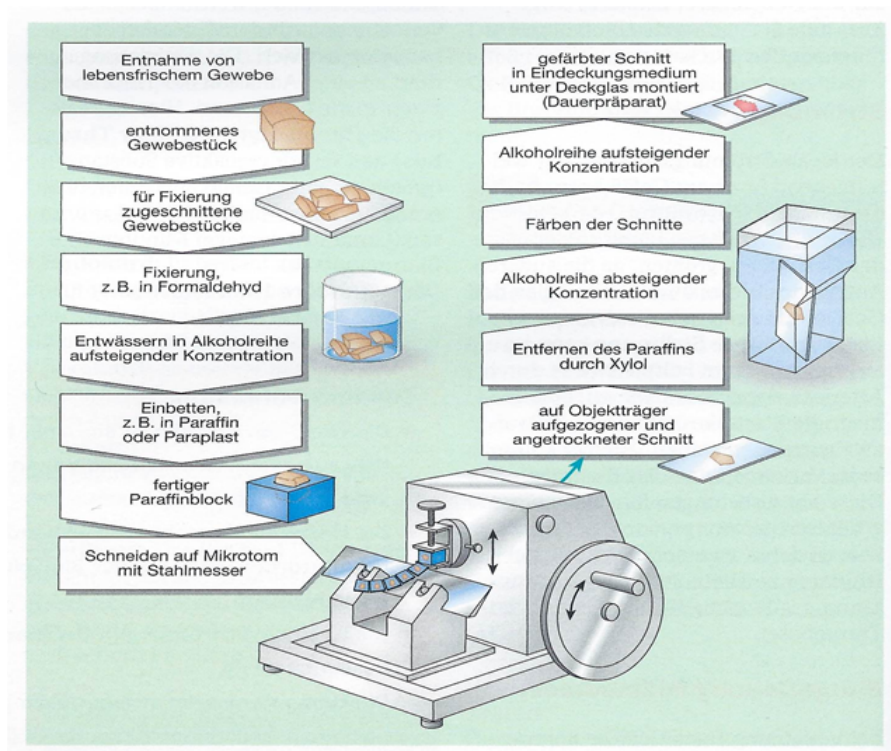 Entnahme von
lebensfrischem Gewebe
entnommenes
Gewebestück
für Fixierung
zugeschnittene
Gewebestücke
Fixierung,
z.B. in Formaldehyd
Entwässern in Alkoholreihe
aufsteigender Konzentration
Einbetten,
z.B. in Paraffin
oder Paraplast
fertiger
Paraffinblock
Schneiden auf Mikrotom
mit Stahlmesser
auf Objektträger
aufgezogener und
angetrockneter Schnitt
Entfernen des Paraffins
durch Xylol
Alkoholreihe absteigender
Konzentration
Färben der Schnitte
Alkoholreihe aufsteigender
Konzentration
gefärbter Schnitt
in Eindeckungsmedium
unter Deckglas montiert
(Dauerpräparat)